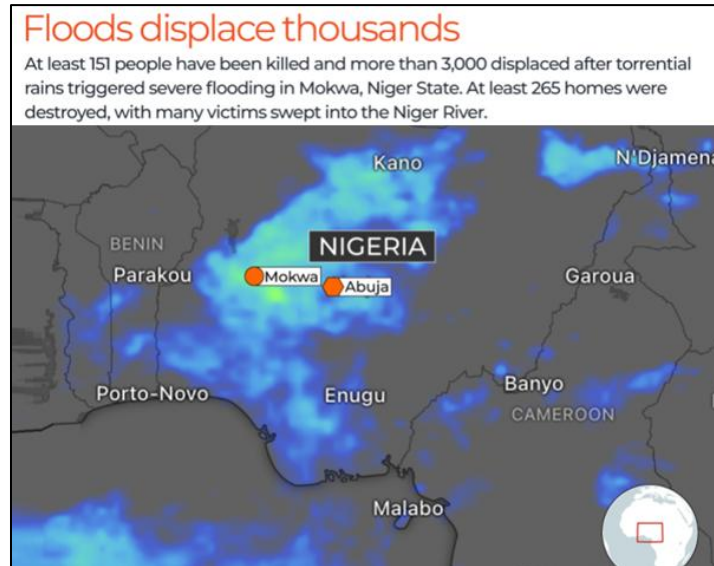 Floods displace thousands
At least 151 people have been killed and more than 3,000 displaced after torrential
rains triggered severe flooding in Mokwa, Niger State. At least 265 homes were
destroyed, with many victims swept into the Niger River.
Kano
N'Djamena
BENIN
NIGERIA
Parakou
Mokwa
Abuja
Garoua
Porto-Novo
Enugu
Banyo
CAMEROON
Malabo